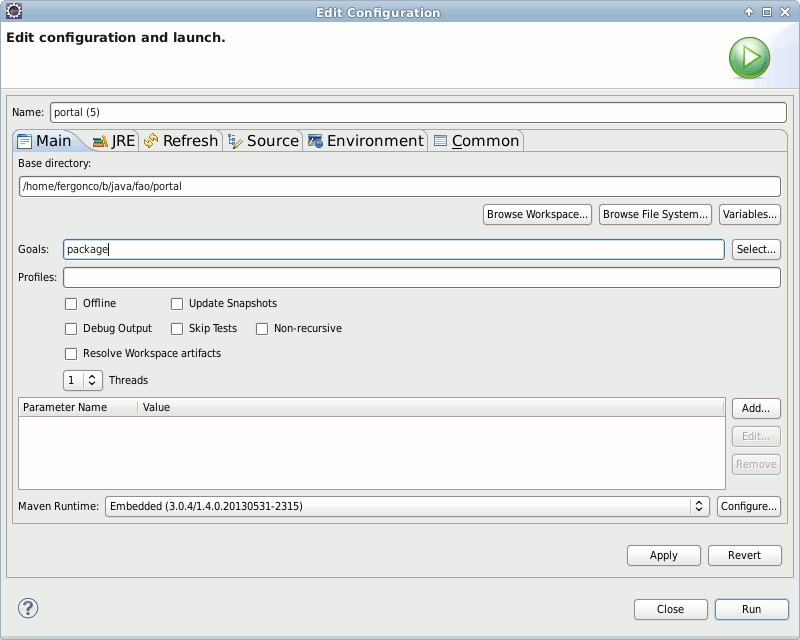 Edit Configuration
Edit configuration and launch.
Name: portal (5)
Main JRE Refresh Source Environment Common
Base directory:
/home/fergonco/b/java/fao/portal
Browse Workspace... Browse File System... Variables...
Goals: package Select...
Profiles:
Offline Update Snapshots
Debug Output Skip Tests Non-recursive
Resolve Workspace artifacts
1 Threads
Parameter Name Value
Add...
Edit...
Remove
Maven Runtime: Embedded (3.0.4/1.4.0.20130531-2315) Configure...
Apply Revert
? Close Run